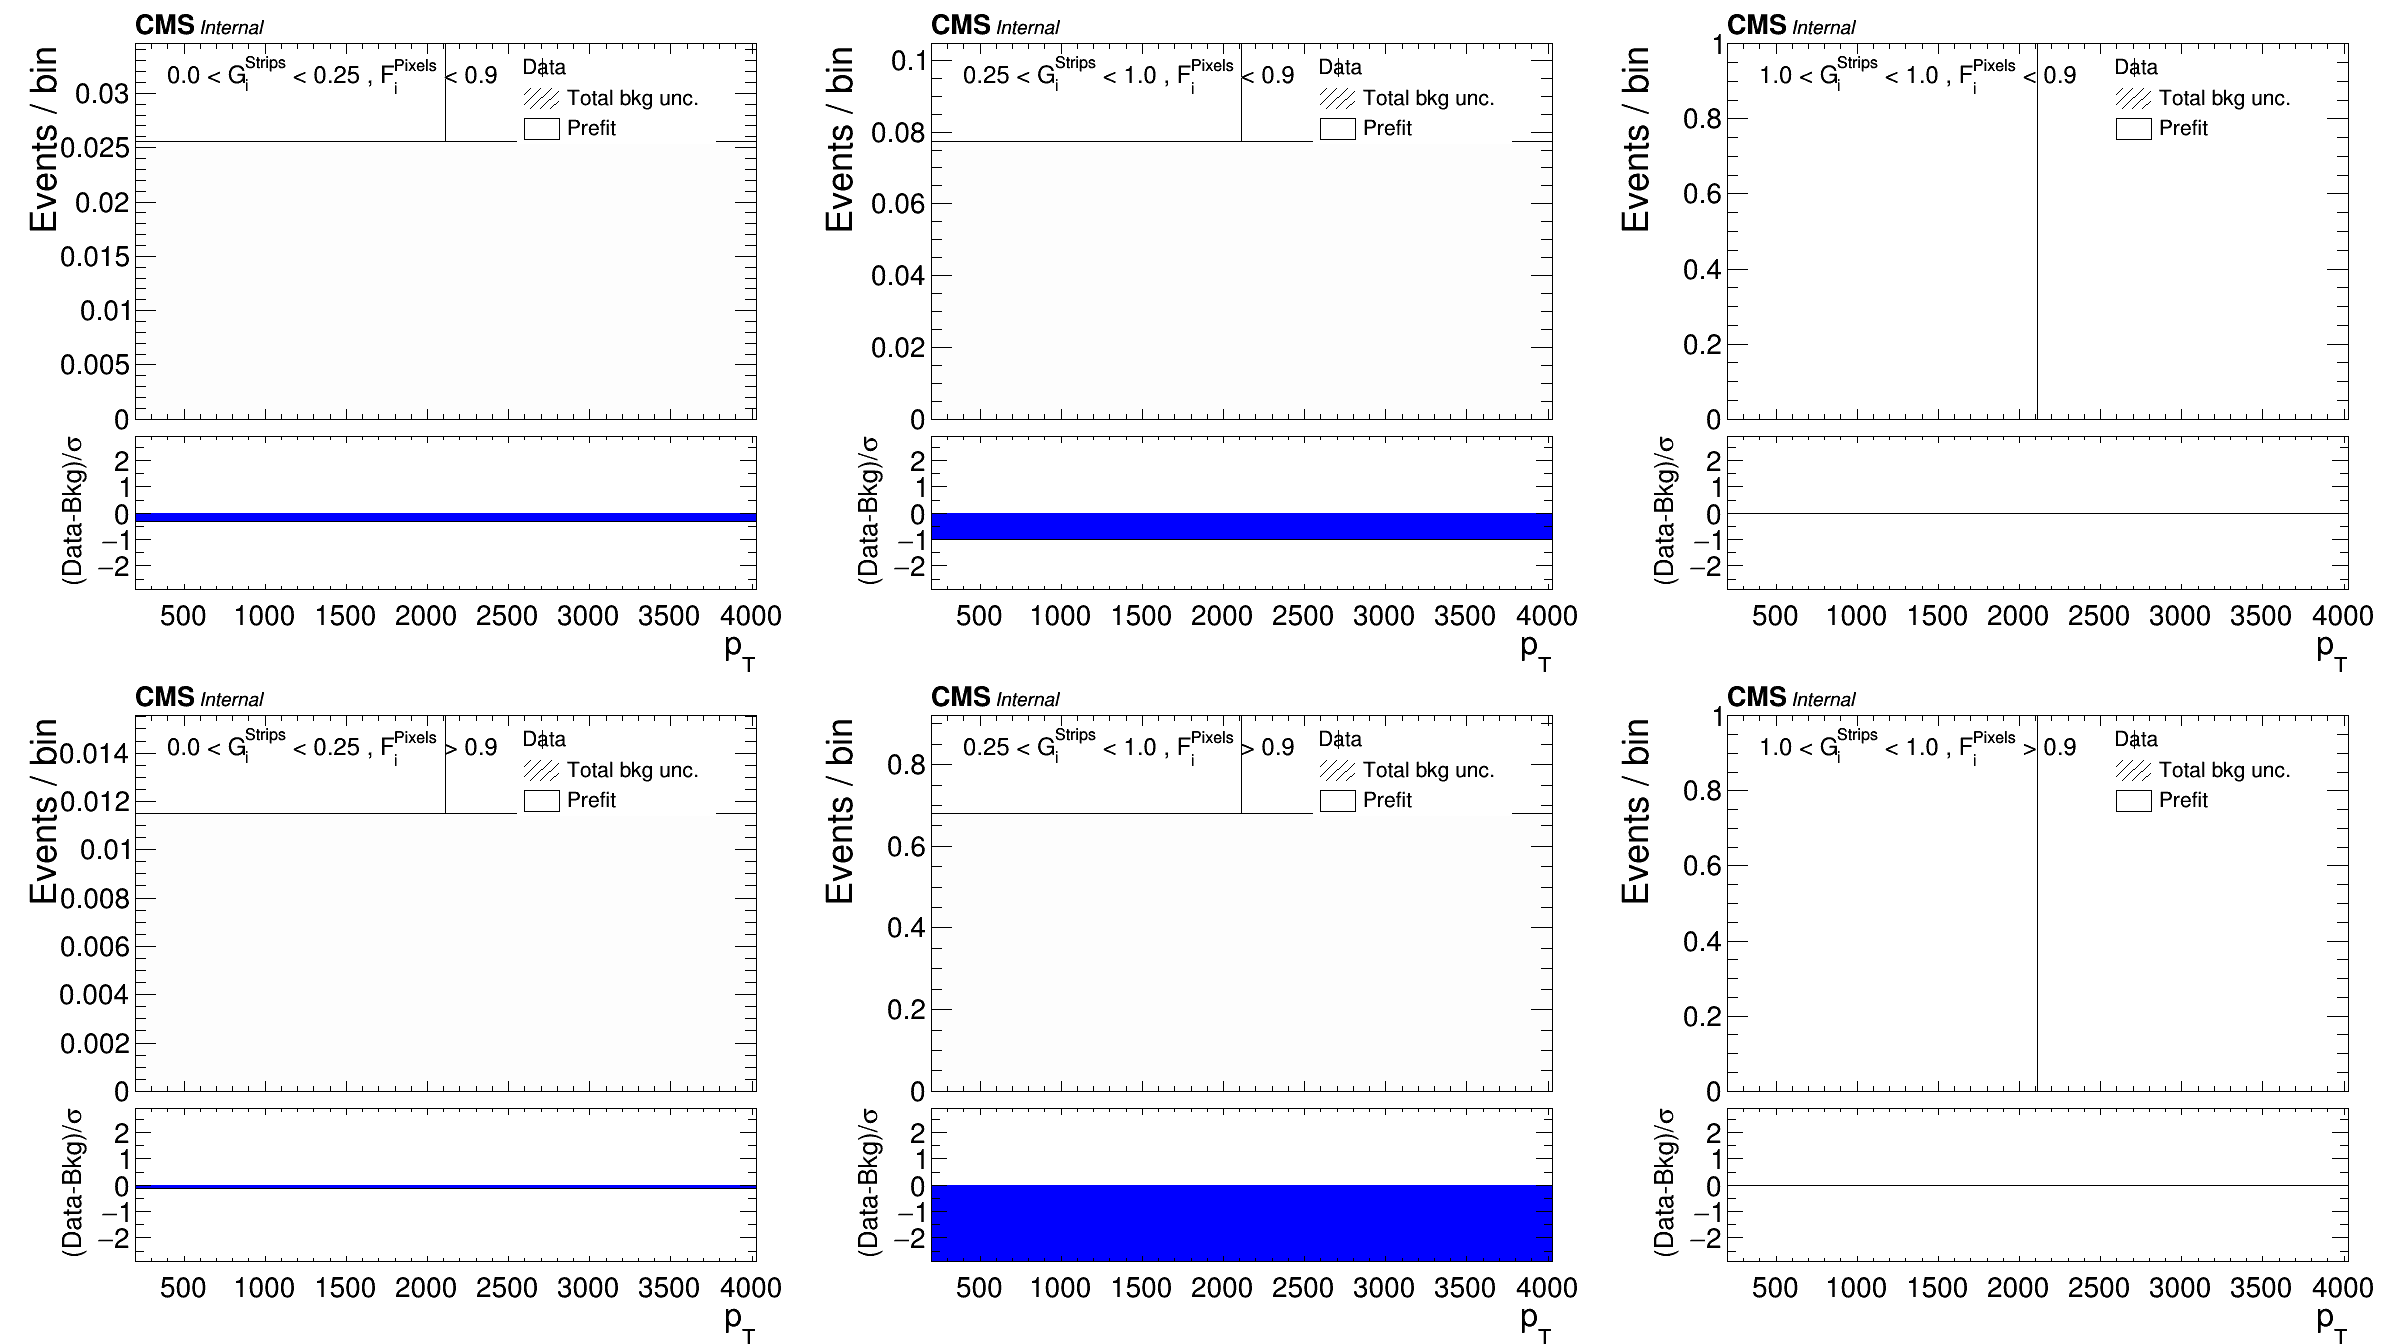 CMS Internal
Events / bin
0.0 < G_i^Strips < 0.25 , F_i^Pixels < 0.9
Data
Total bkg unc.
Prefit
0.03
0.025
0.02
0.015
0.01
0.005
0
(Data-Bkg)/σ
2
1
0
−1
−2
500 1000 1500 2000 2500 3000 3500 4000
p_T
CMS Internal
Events / bin
0.25 < G_i^Strips < 1.0 , F_i^Pixels < 0.9
Data
Total bkg unc.
Prefit
0.1
0.08
0.06
0.04
0.02
0
(Data-Bkg)/σ
2
1
0
−1
−2
500 1000 1500 2000 2500 3000 3500 4000
p_T
CMS Internal
Events / bin
1.0 < G_i^Strips < 1.0 , F_i^Pixels < 0.9
Data
Total bkg unc.
Prefit
1
0.8
0.6
0.4
0.2
0
(Data-Bkg)/σ
2
1
0
−1
−2
500 1000 1500 2000 2500 3000 3500 4000
p_T
CMS Internal
Events / bin
0.0 < G_i^Strips < 0.25 , F_i^Pixels > 0.9
Data
Total bkg unc.
Prefit
0.014
0.012
0.01
0.008
0.006
0.004
0.002
0
(Data-Bkg)/σ
2
1
0
−1
−2
500 1000 1500 2000 2500 3000 3500 4000
p_T
CMS Internal
Events / bin
0.25 < G_i^Strips < 1.0 , F_i^Pixels > 0.9
Data
Total bkg unc.
Prefit
0.8
0.6
0.4
0.2
0
(Data-Bkg)/σ
2
1
0
−1
−2
500 1000 1500 2000 2500 3000 3500 4000
p_T
CMS Internal
Events / bin
1.0 < G_i^Strips < 1.0 , F_i^Pixels > 0.9
Data
Total bkg unc.
Prefit
1
0.8
0.6
0.4
0.2
0
(Data-Bkg)/σ
2
1
0
−1
−2
500 1000 1500 2000 2500 3000 3500 4000
p_T